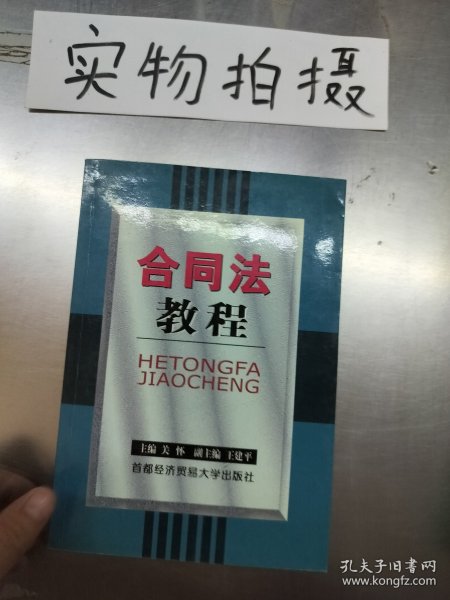 实物拍摄
合同法
教程
HETONGFA
JIAOCHENG
主编 关 怀 副主编 王建平
首都经济贸易大学出版社
孔夫子旧书网
www.kongfz.com